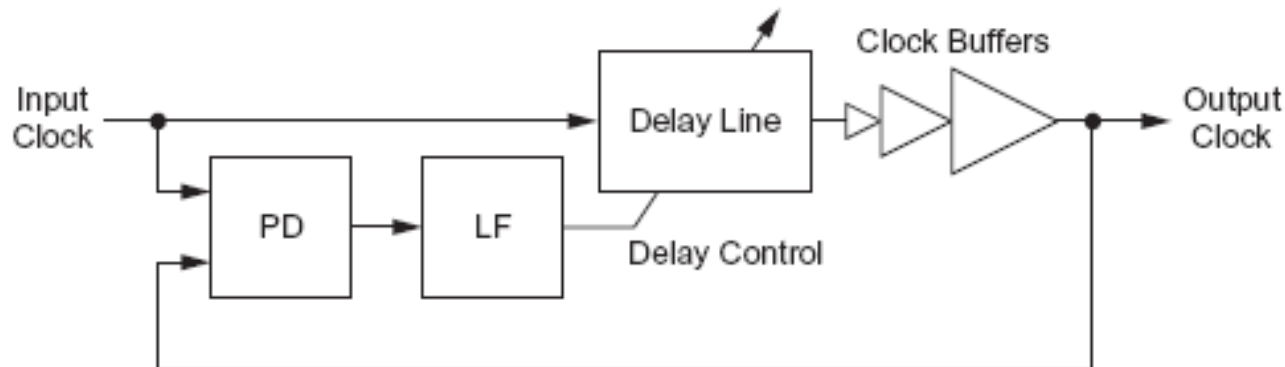 Clock Buffers
Input
Clock
Delay Line
Output
Clock
PD
LF
Delay Control